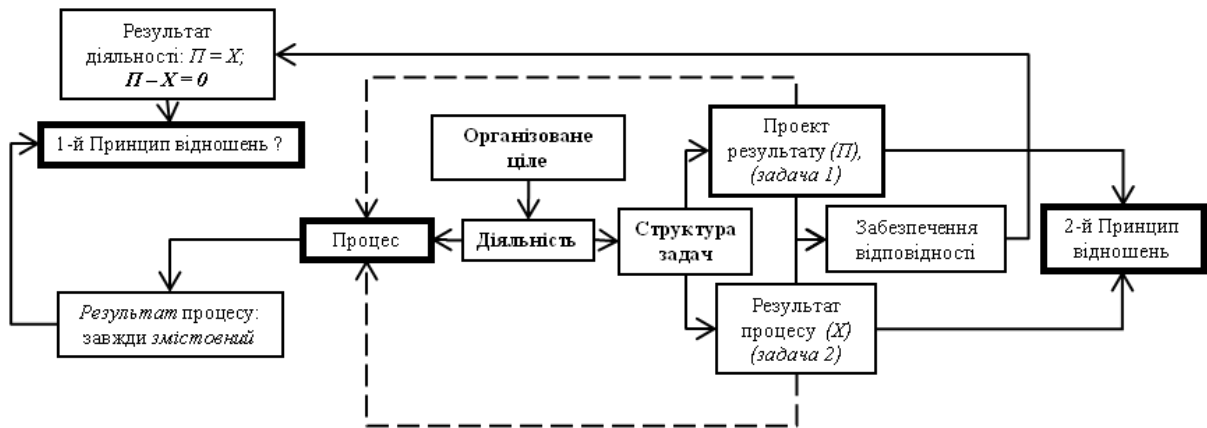 Результат
діяльності: П = Х;
П – Х = 0
1-й Принцип відношень ?
Організоване
ціле
Проект
результату (П),
(задача 1)
Процес
Діяльність
Структура
задач
Забезпечення
відповідності
2-й Принцип
відношень
Результат процесу:
завжди змістовний
Результат
процесу (Х)
(задача 2)